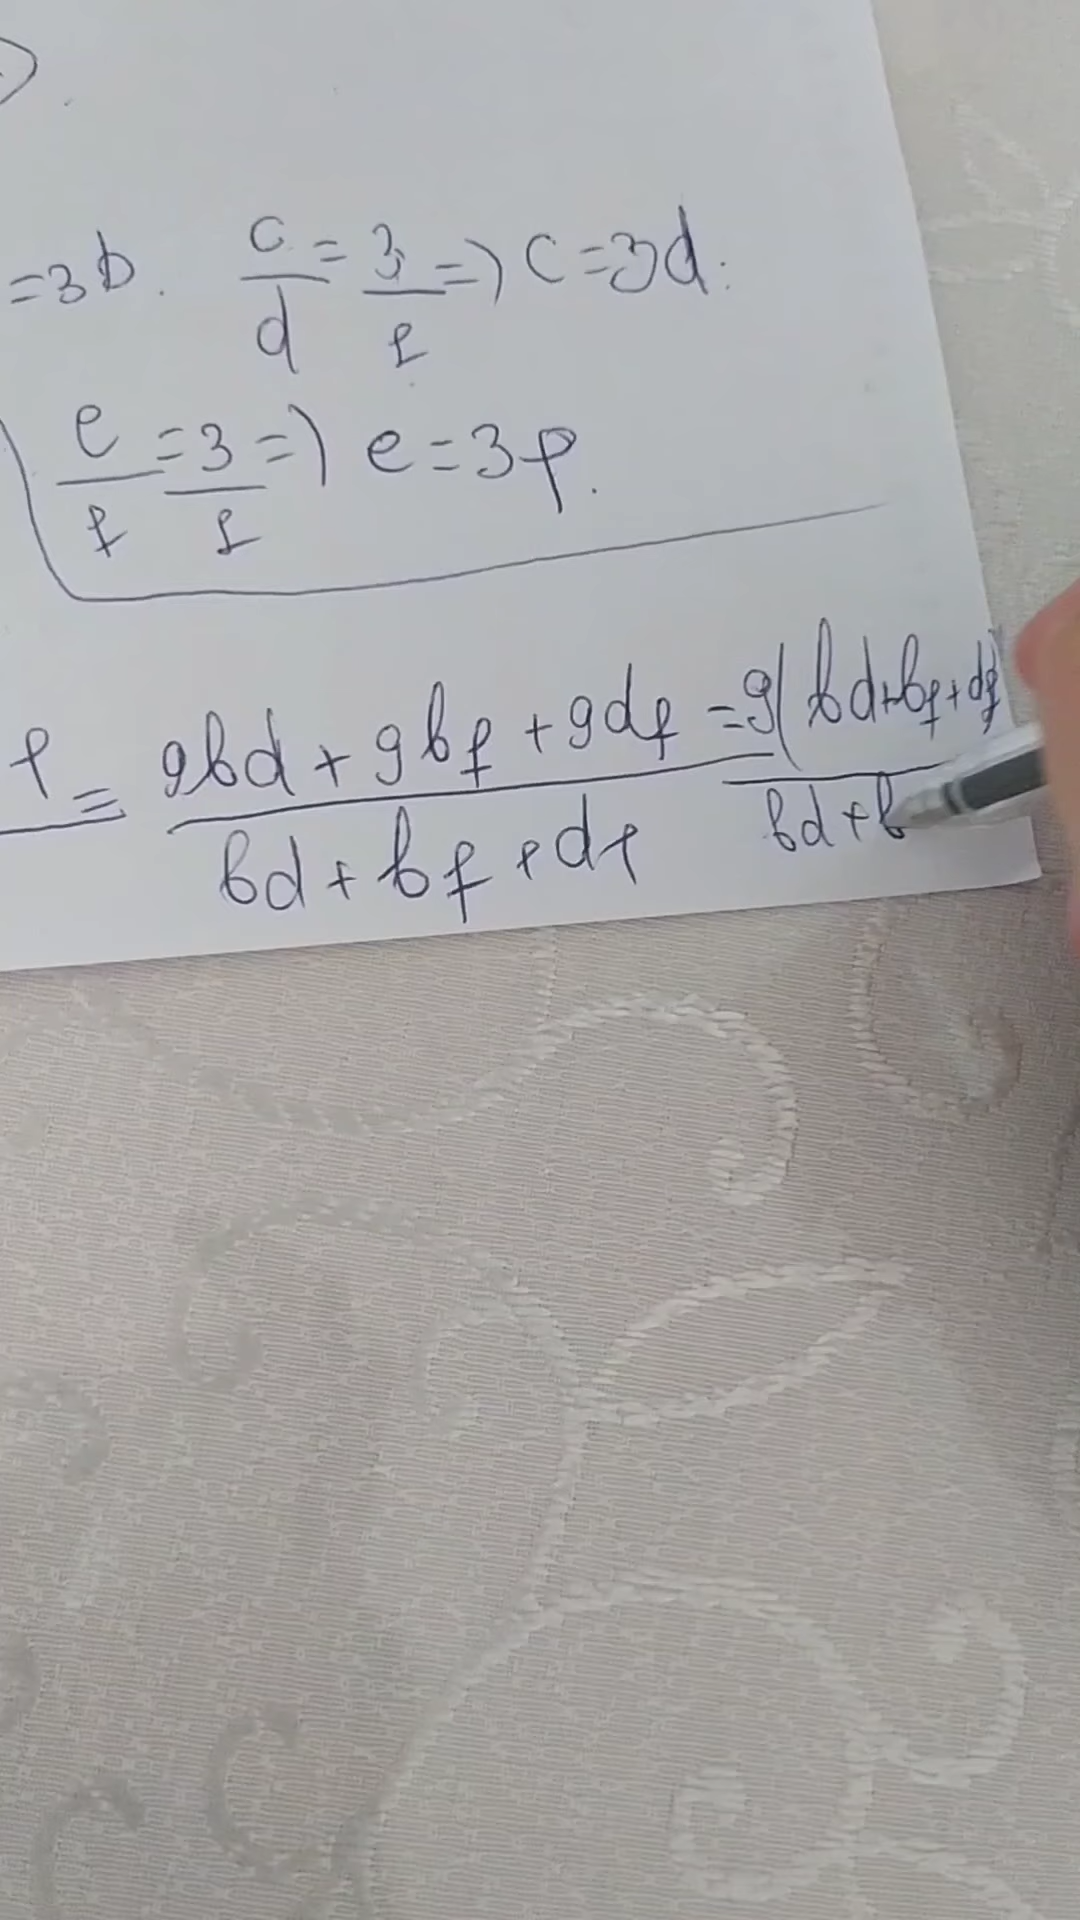 =3b. c/d = 3/1 => c=3d.
e/f = 3/1 => e=3f.
f = (9bd + 9bf + 9df)/(bd + bf + df) = 9(bd+bf+df)/(bd+b